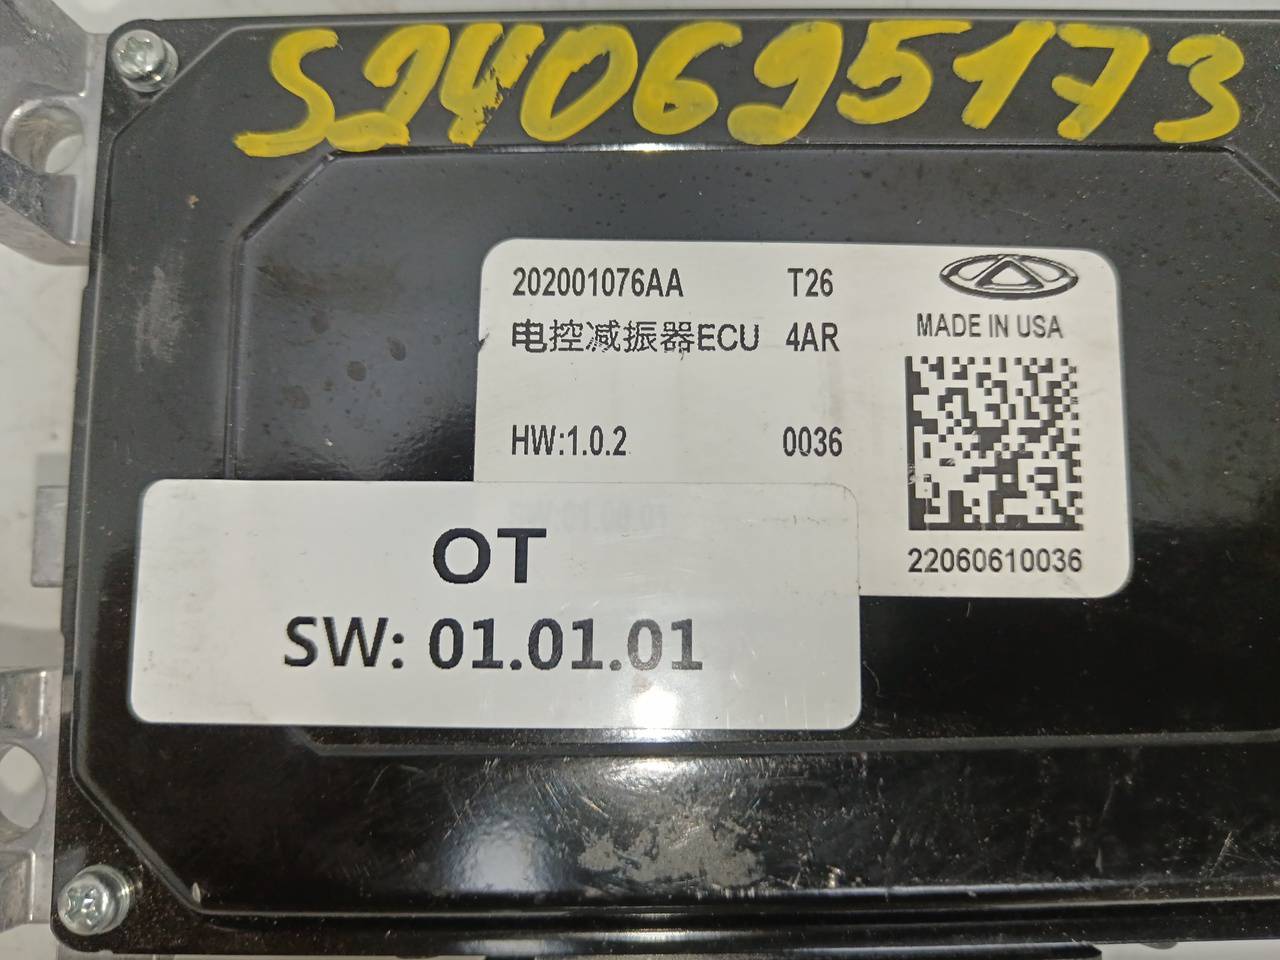 S240695173
202001076AA T26
电控减振器ECU 4AR
MADE IN USA
HW:1.0.2 0036
22060610036
OT
SW: 01.01.01